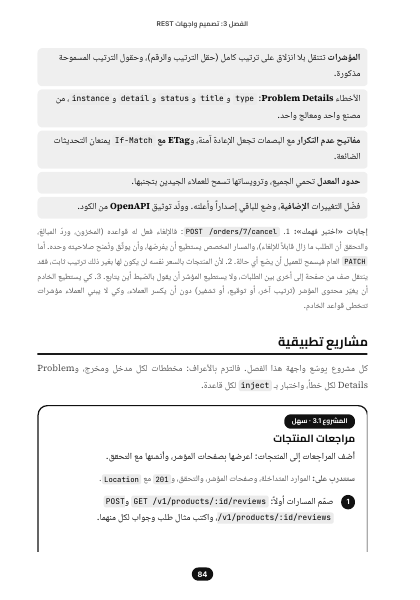 الفصل 3: تصميم واجهات REST
المؤشرات تتنقل بلا انزلاق على ترتيب كامل (حقل الترتيب والرقم)، وحقول الترتيب المسموحة
مذكورة.
الأخطاء Problem Details: type و title و status و detail و instance ، من
مصنع واحد ومعالج واحد.
مفاتيح عدم التكرار مع البصمات تجعل الإعادة آمنة، وETag مع If-Match يمنعان التحديثات
الضائعة.
حدود المعدل تحمي الجميع، وترويساتها تسمح للعملاء الجيدين بتجنبها.
فضّل التغييرات الإضافية، وضع للباقي إصداراً وأعلنه. وولّد توثيق OpenAPI من الكود.
إجابات «اختبر فهمك»: 1. POST /orders/7/cancel : فالإلغاء فعل له قواعده (المخزون، وردّ المبالغ،
والتحقق أن الطلب ما زال قابلاً للإلغاء)، والمسار المخصص يستطيع أن يفرضها، وأن يوثَّق وتُمنح صلاحيته وحده. أما
PATCH العام فيسمح للعميل أن يضع أي حالة. 2. لأن المنتجات بالسعر نفسه لن يكون لها بغيره ذلك ترتيب ثابت، فقد
ينتقل صف من صفحة إلى أخرى بين الطلبات، ولا يستطيع المؤشر أن يقول بالضبط أين يتابع. 3. كي يستطيع الخادم
أن يغيّر محتوى المؤشر (ترتيب آخر، أو توقيع، أو تشفير) دون أن يكسر العملاء، وكي لا يبني العملاء مؤشرات
تتخطى قواعد الخادم.
مشاريع تطبيقية
كل مشروع يوسّع واجهة هذا الفصل. فالتزم بالأعراف: مخططات لكل مدخل ومخرج، وProblem
Details لكل خطأ، واختبار بـ inject لكل قاعدة.
المشروع 3.1 · سهل
مراجعات المنتجات
أضف المراجعات إلى المنتجات: اعرضها بصفحات المؤشر، وأنشئها مع التحقق.
ستتدرب على: الموارد المتداخلة، وصفحات المؤشر، والتحقق، و201 مع Location .
1 صمّم المسارات أولاً: GET /v1/products/:id/reviews وPOST
/v1/products/:id/reviews، واكتب مثال طلب وجواب لكل منهما.
84